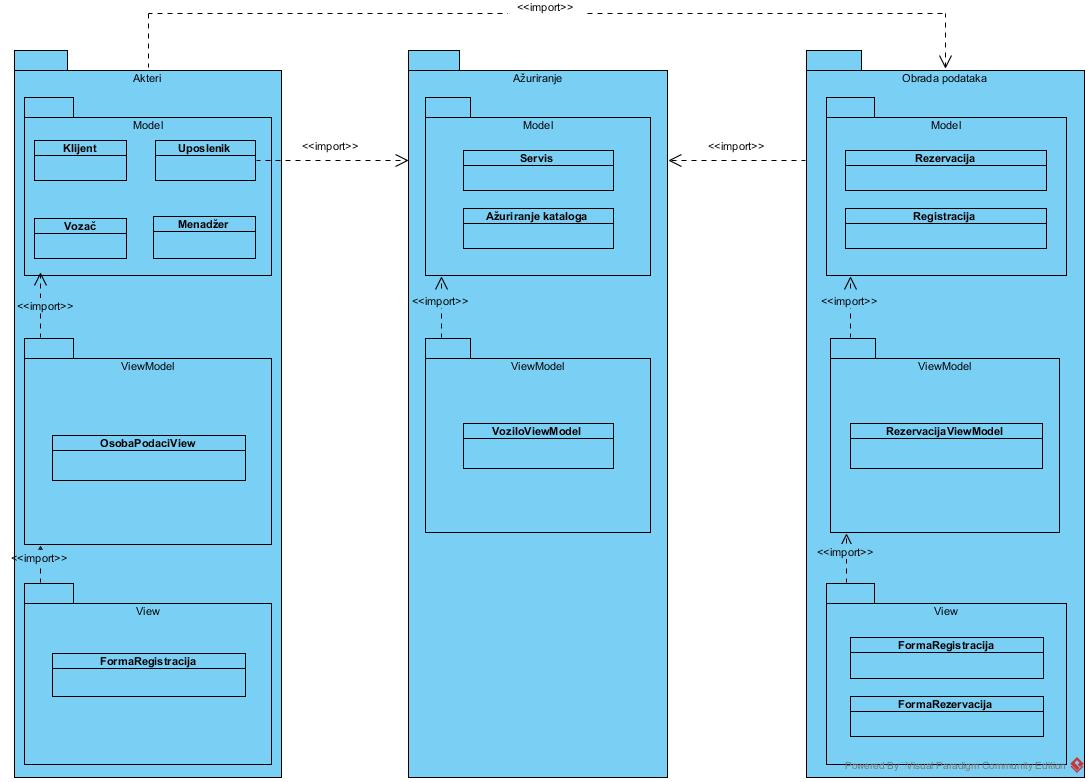 <<import>>
Akteri
Model
Klijent
Uposlenik
Vozač
Menadžer
<<import>>
<<import>>
ViewModel
OsobaPodaciView
<<import>>
View
FormaRegistracija
Ažuriranje
Model
Servis
Ažuriranje kataloga
<<import>>
ViewModel
VoziloViewModel
<<import>>
Obrada podataka
Model
Rezervacija
Registracija
<<import>>
ViewModel
RezervacijaViewModel
<<import>>
View
FormaRegistracija
FormaRezervacija
Powered By Visual Paradigm Community Edition